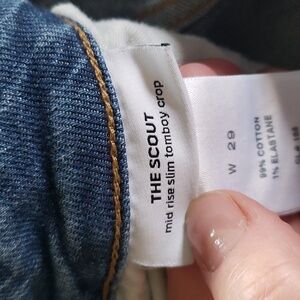 THE SCOUT
mid rise slim tomboy crop
W 29
99% COTTON
1% ELASTANE